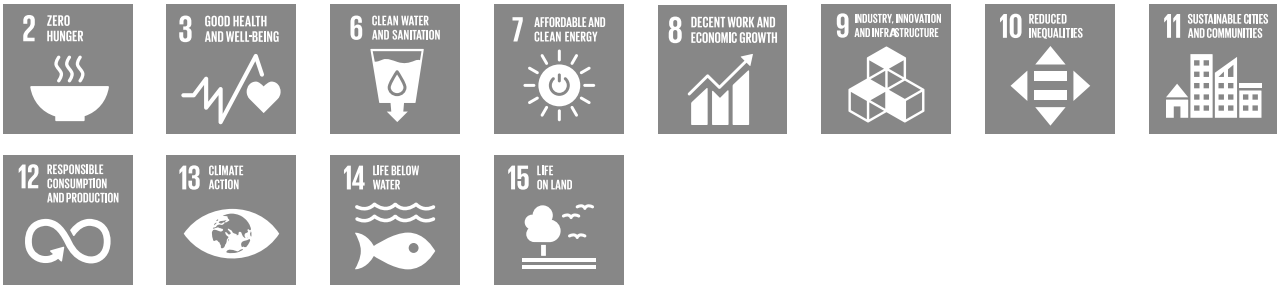 2 ZERO
HUNGER
3 GOOD HEALTH
AND WELL-BEING
6 CLEAN WATER
AND SANITATION
7 AFFORDABLE AND
CLEAN ENERGY
8 DECENT WORK AND
ECONOMIC GROWTH
9 INDUSTRY, INNOVATION
AND INFRASTRUCTURE
10 REDUCED
INEQUALITIES
11 SUSTAINABLE CITIES
AND COMMUNITIES
12 RESPONSIBLE
CONSUMPTION
AND PRODUCTION
13 CLIMATE
ACTION
14 LIFE BELOW
WATER
15 LIFE
ON LAND